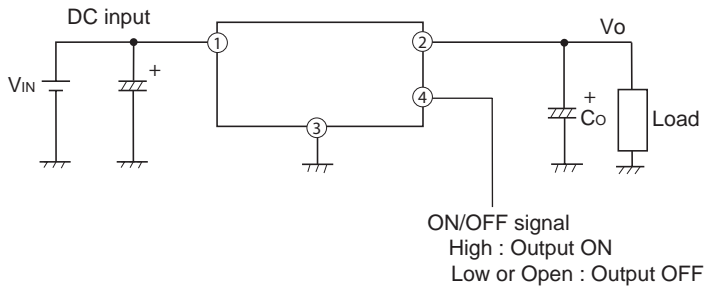 DC input
Vo
1
2
VIN
+
4
+
Co
Load
3
ON/OFF signal
High : Output ON
Low or Open : Output OFF